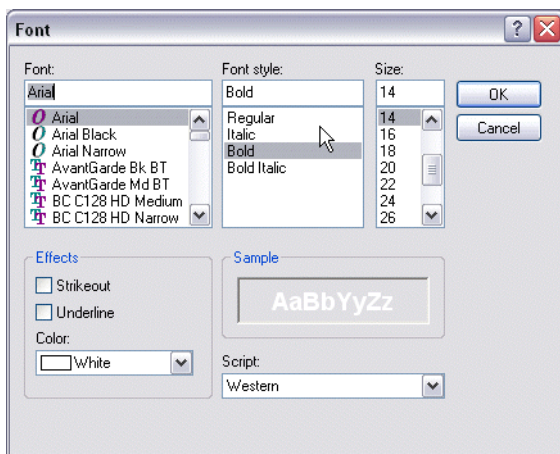 Font
Font:
Arial
Arial
Arial Black
Arial Narrow
AvantGarde Bk BT
AvantGarde Md BT
BC C128 HD Medium
BC C128 HD Narrow
Font style:
Bold
Regular
Italic
Bold
Bold Italic
Size:
14
14
16
18
20
22
24
26
OK
Cancel
Effects
Strikeout
Underline
Color:
White
Sample
AaBbYyZz
Script:
Western